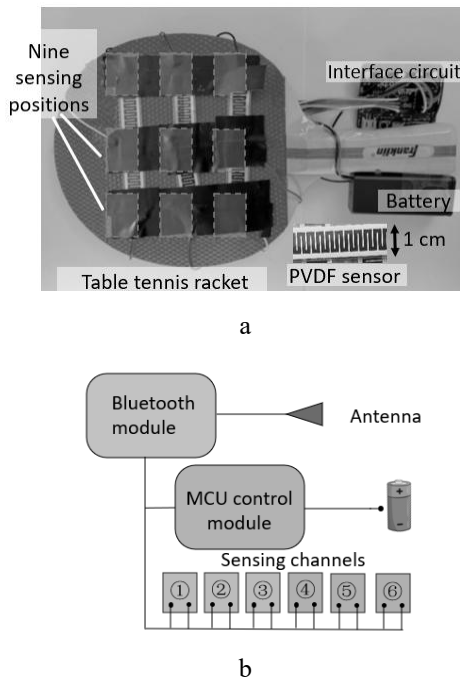 a
Nine
sensing
positions
Interface circuit
franklin
Battery
1 cm
PVDF sensor
Table tennis racket
a
Bluetooth
module
Antenna
MCU control
module
+
-
Sensing channels
① ② ③ ④ ⑤ ⑥
b